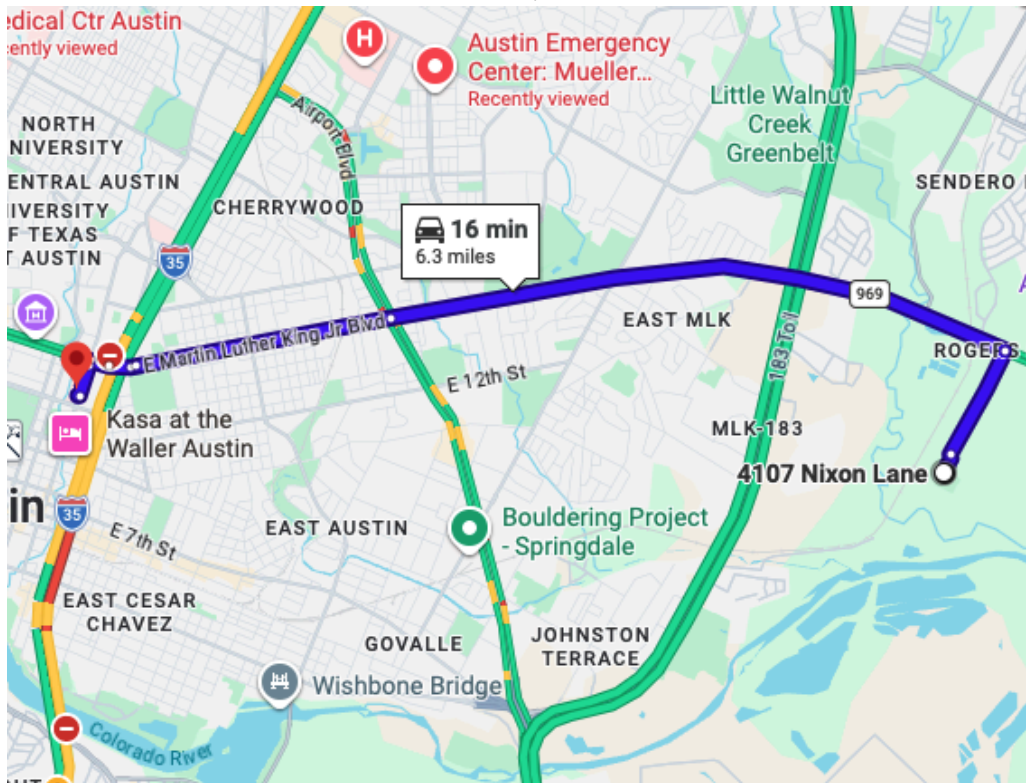 edical Ctr Austin
cently viewed
Austin Emergency
Center: Mueller...
Recently viewed
Little Walnut
Creek
Greenbelt
Airport Blvd
NORTH
NIVERSITY
ENTRAL AUSTIN
NIVERSITY
F TEXAS
T AUSTIN
CHERRYWOOD
SENDERO
16 min
6.3 miles
35
969
EAST MLK
183 Toll
ROGERS
E Martin Luther King Jr Blvd
E 12th St
Kasa at the
Waller Austin
MLK-183
4107 Nixon Lane
in
35
E 7th St
EAST AUSTIN
Bouldering Project
- Springdale
EAST CESAR
CHAVEZ
GOVALLE
JOHNSTON
TERRACE
Wishbone Bridge
Colorado River